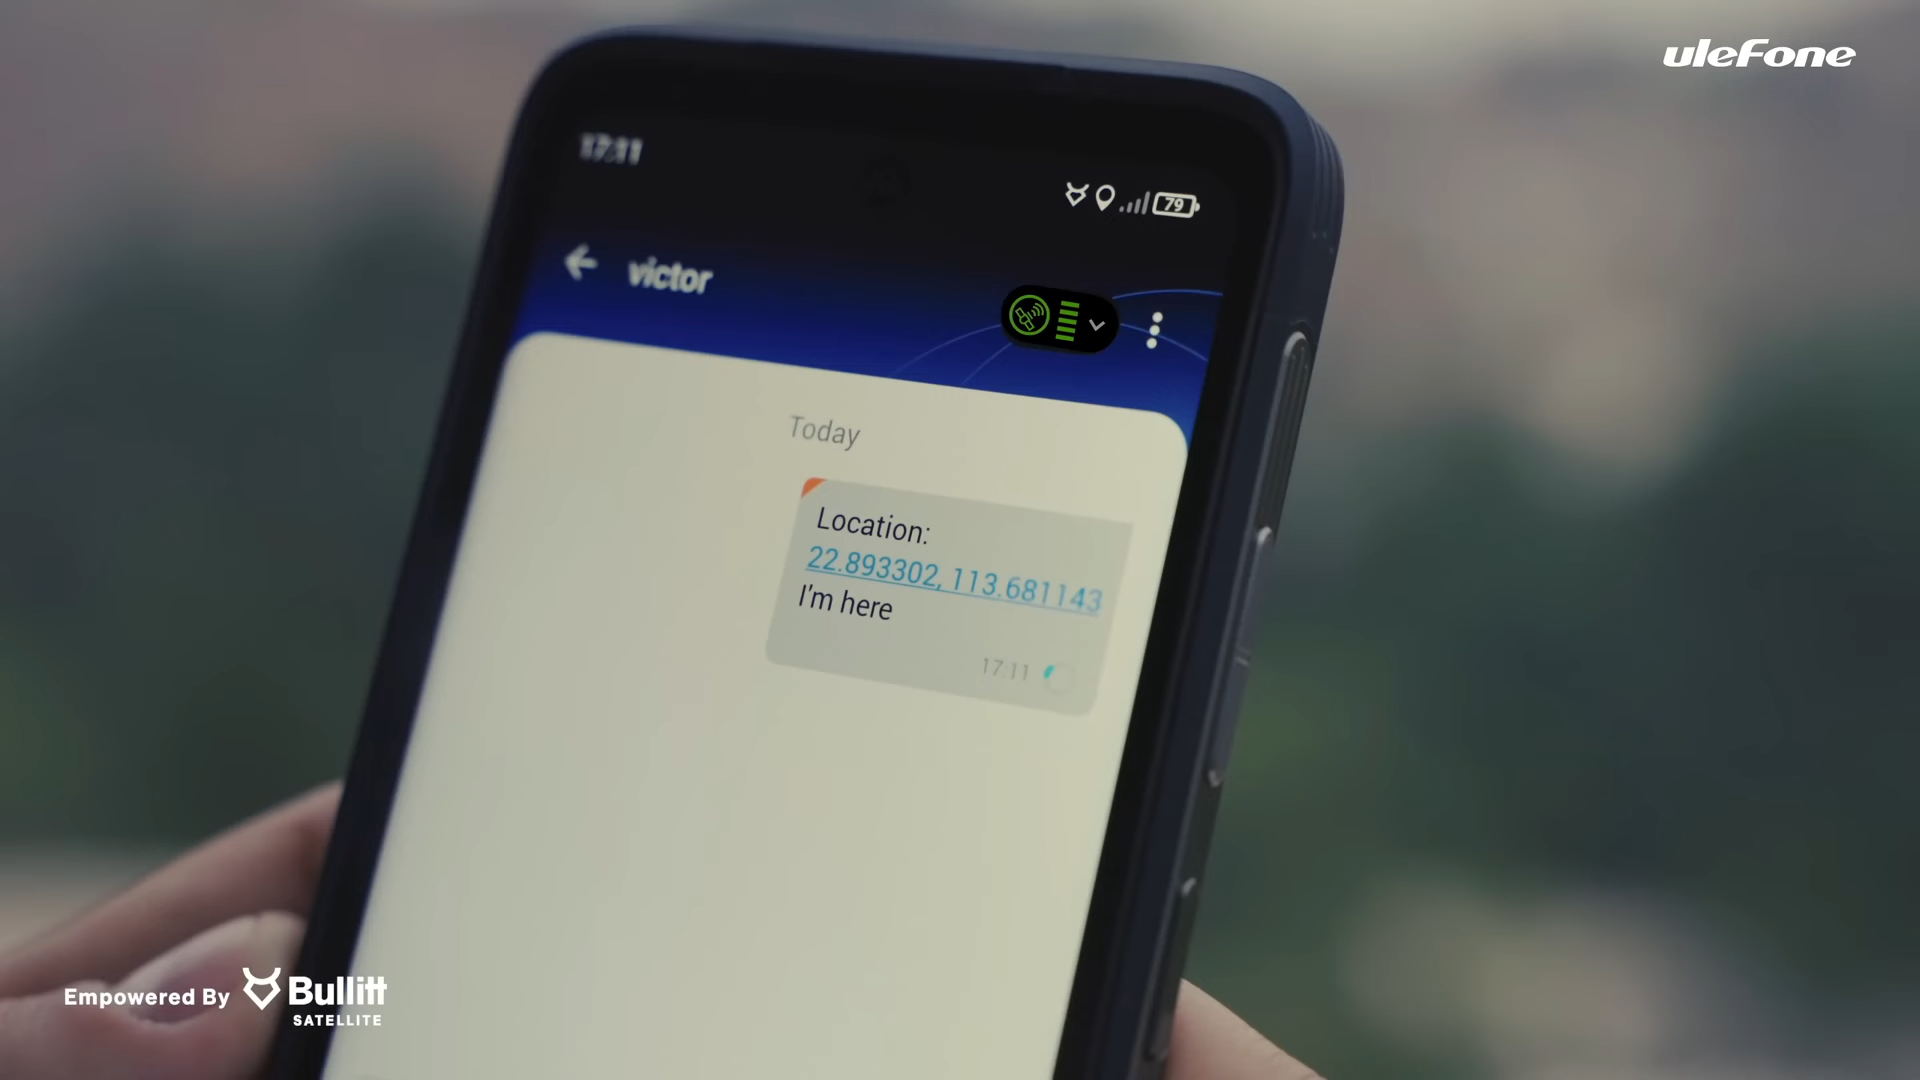 ulefone
17:11
79
victor
Today
Location:
22.893302, 113.681143
I'm here
17:11
Empowered By Bullitt
SATELLITE